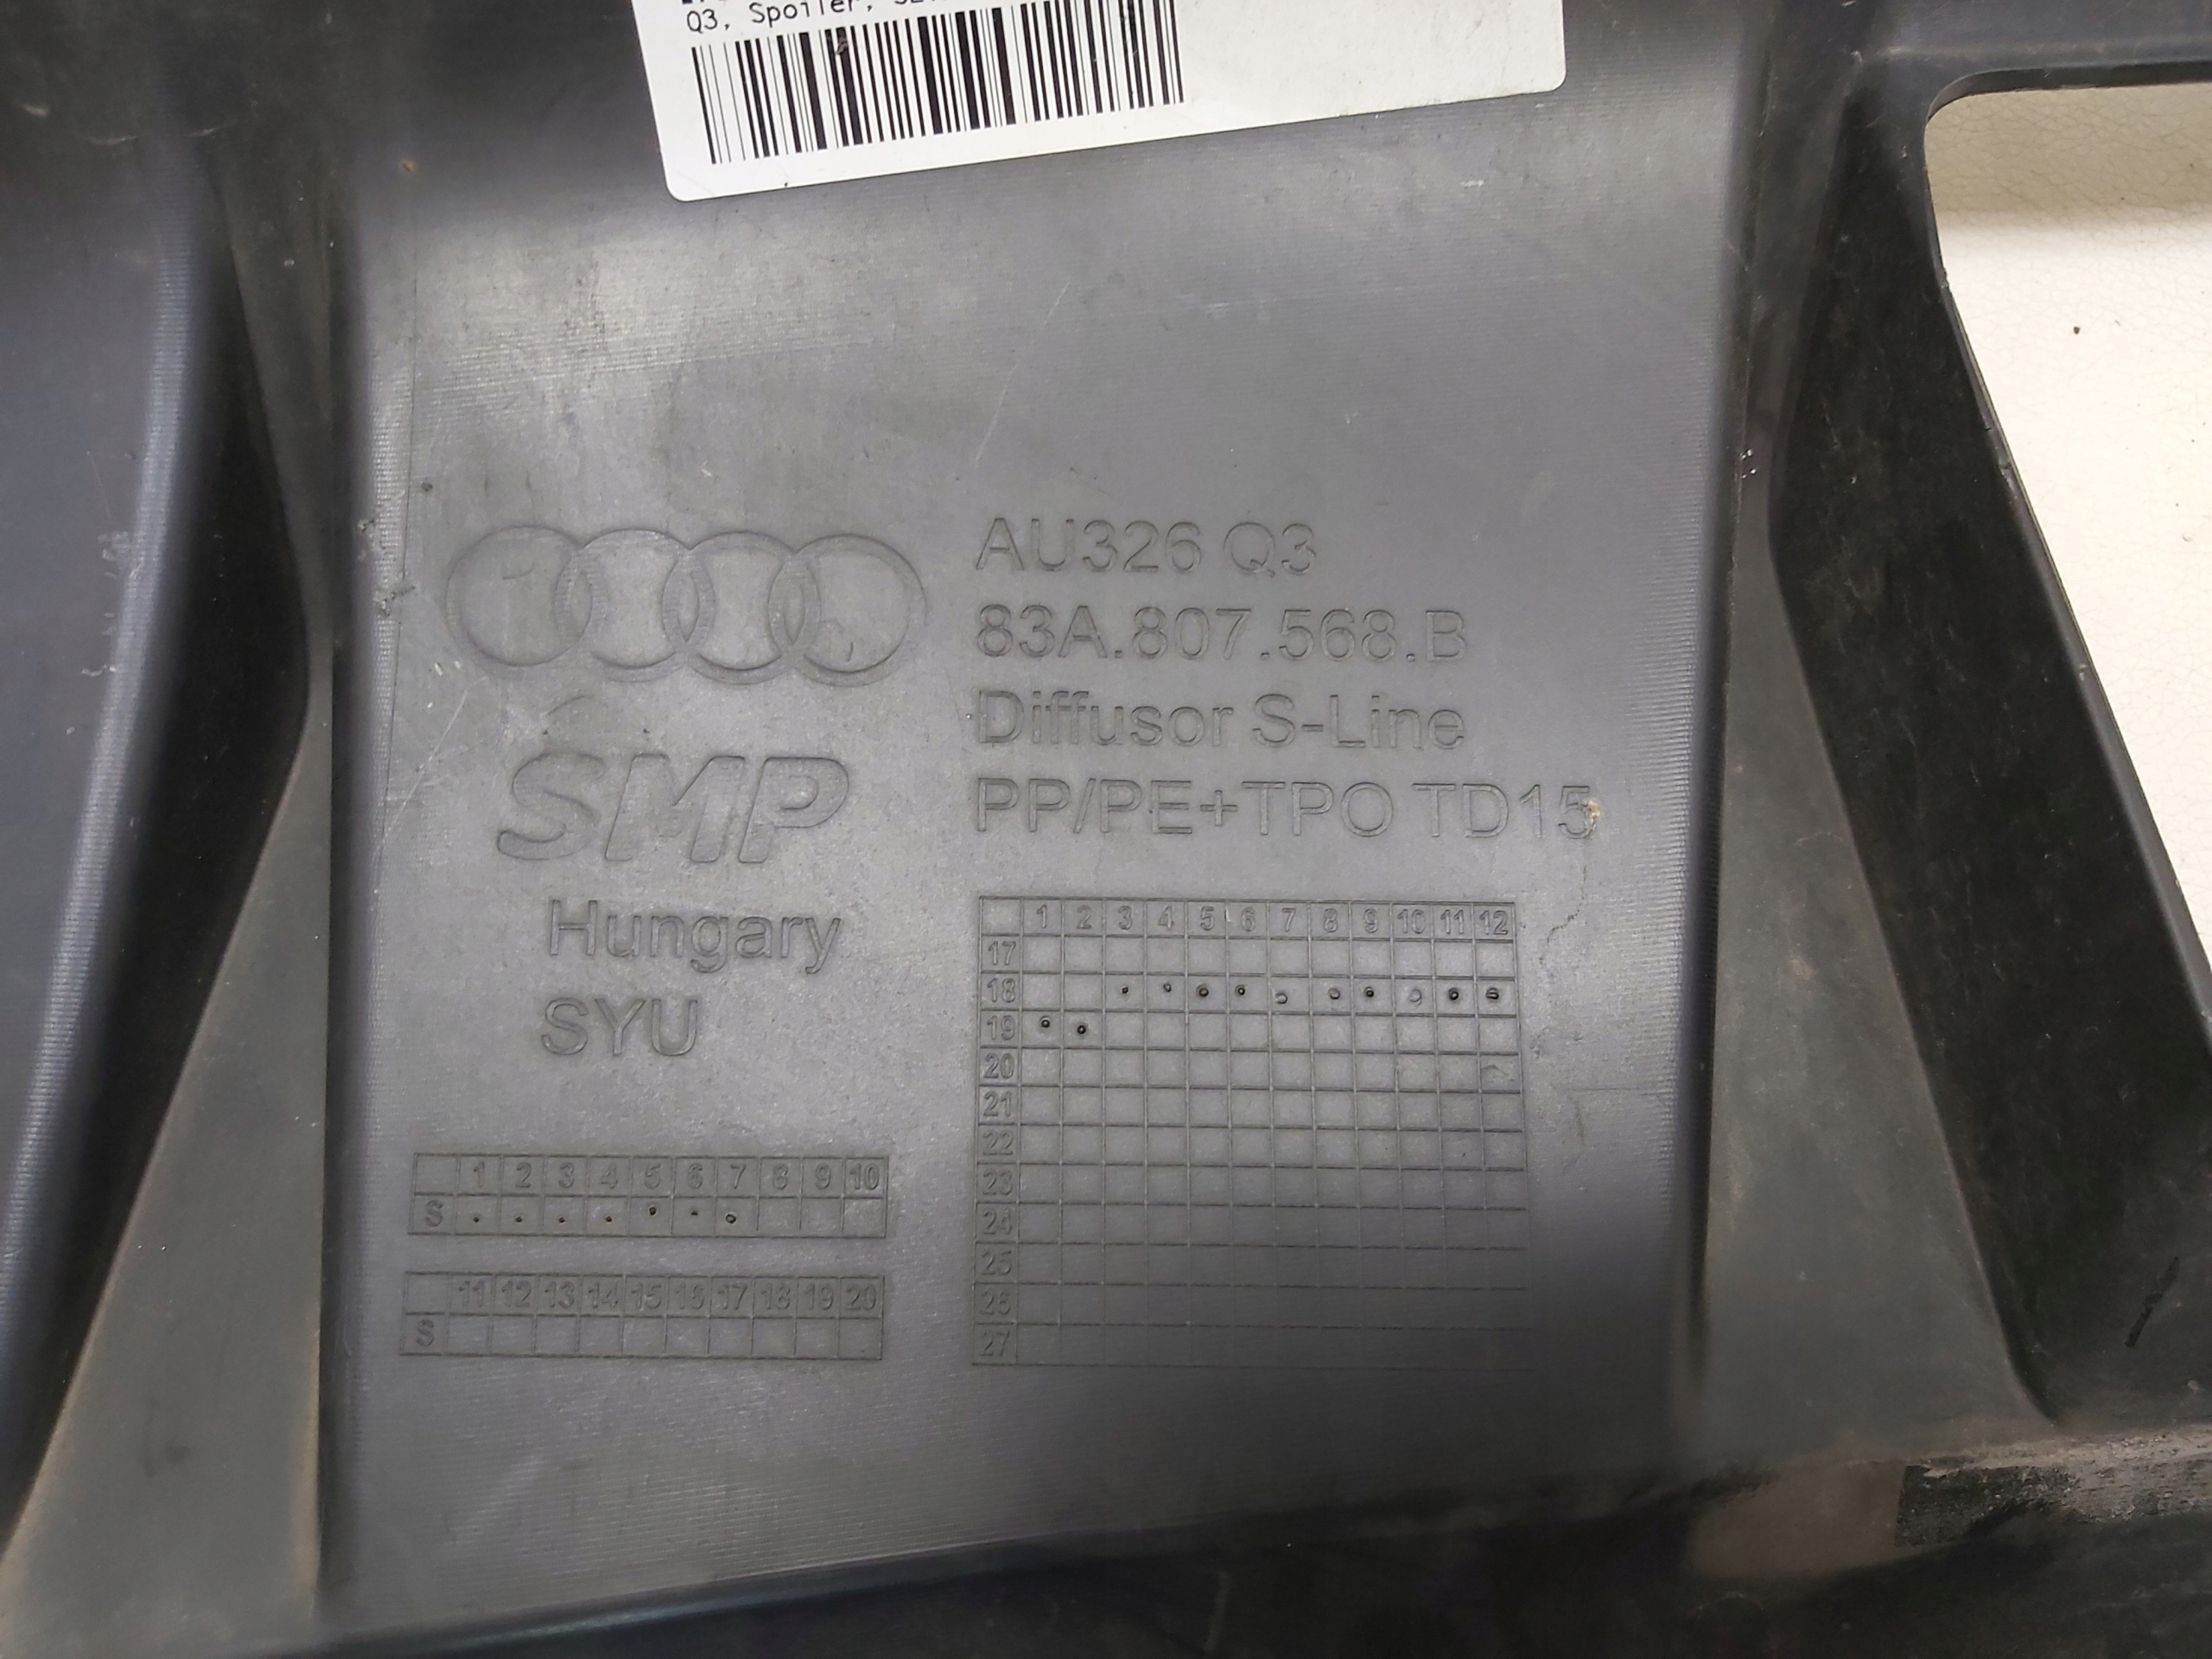 Q3, Spoiler,
AU326 Q3
83A.807.568.B
Diffusor S-Line
PP/PE+TPO TD15
SMP
Hungary
SYU
1 2 3 4 5 6 7 8 9 10 11 12
17
18
19
20
21
22
23
24
25
26
27
1 2 3 4 5 6 7 8 9 10
S
11 12 13 14 15 16 17 18 19 20
S